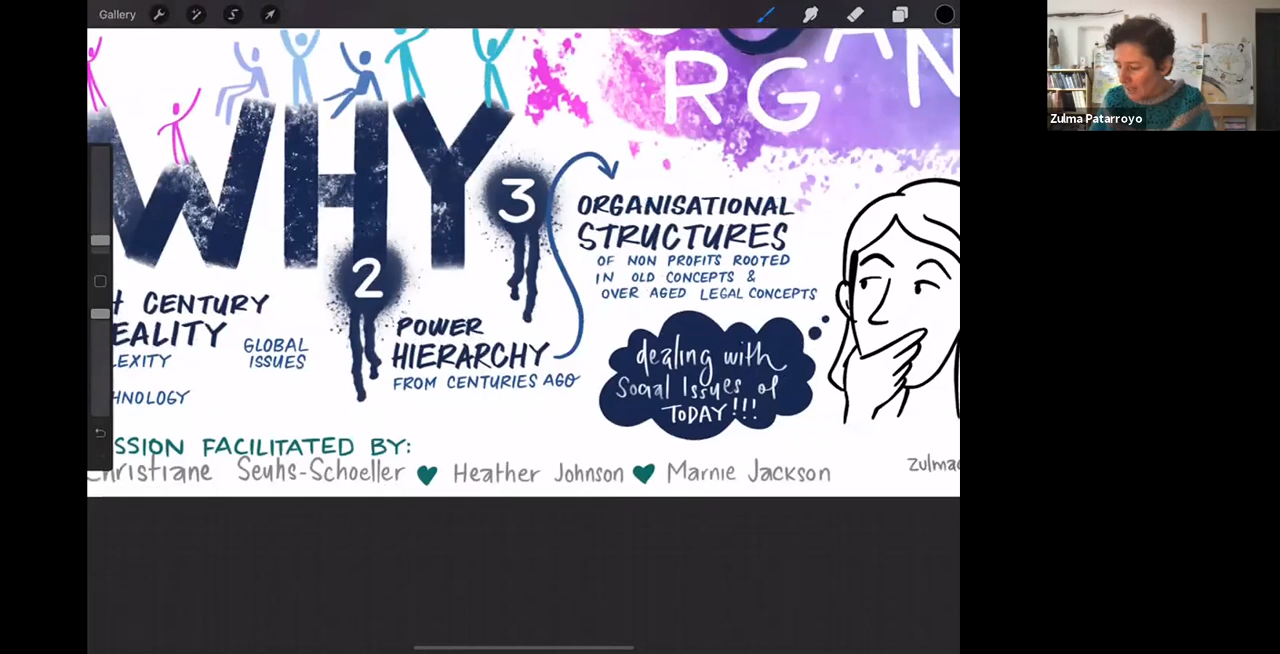 Gallery
Zulma Patarroyo
RGAN
WHY
3
ORGANISATIONAL
STRUCTURES
OF NON PROFITS ROOTED
IN OLD CONCEPTS &
OVER AGED LEGAL CONCEPTS
2
CENTURY
EALITY
LEXITY
GLOBAL
ISSUES
HNOLOGY
POWER
HIERARCHY
FROM CENTURIES AGO
dealing with
Social Issues of
TODAY!!!
SSION FACILITATED BY:
Christiane Seuhs-Schoeller Heather Johnson Marnie Jackson
Zulma